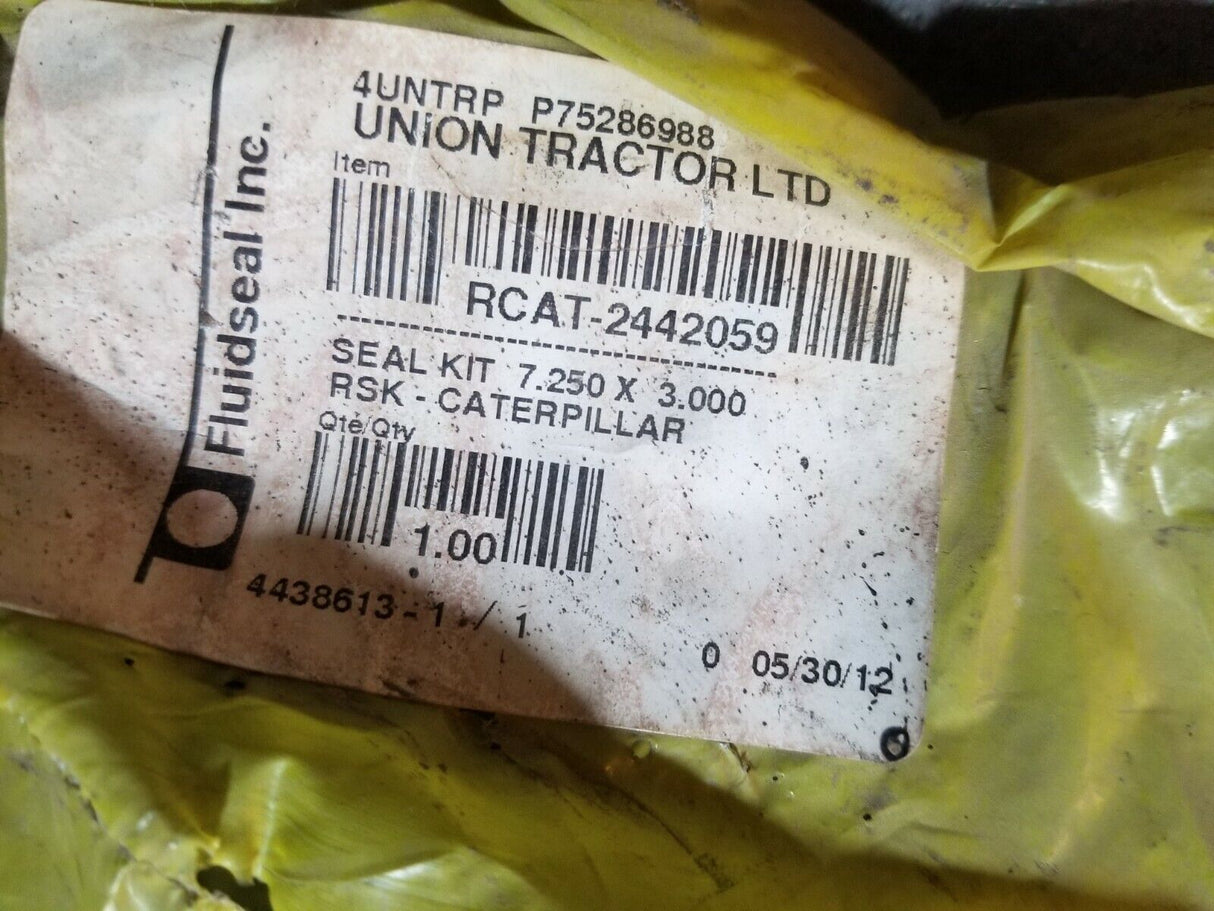 4UNTRP P75286988
UNION TRACTOR LTD
Item
RCAT-2442059
SEAL KIT 7.250 X 3.000
RSK - CATERPILLAR
Qté/Qty
1.00
4438613-1 / 1
0 05/30/12
Fluidseal Inc.